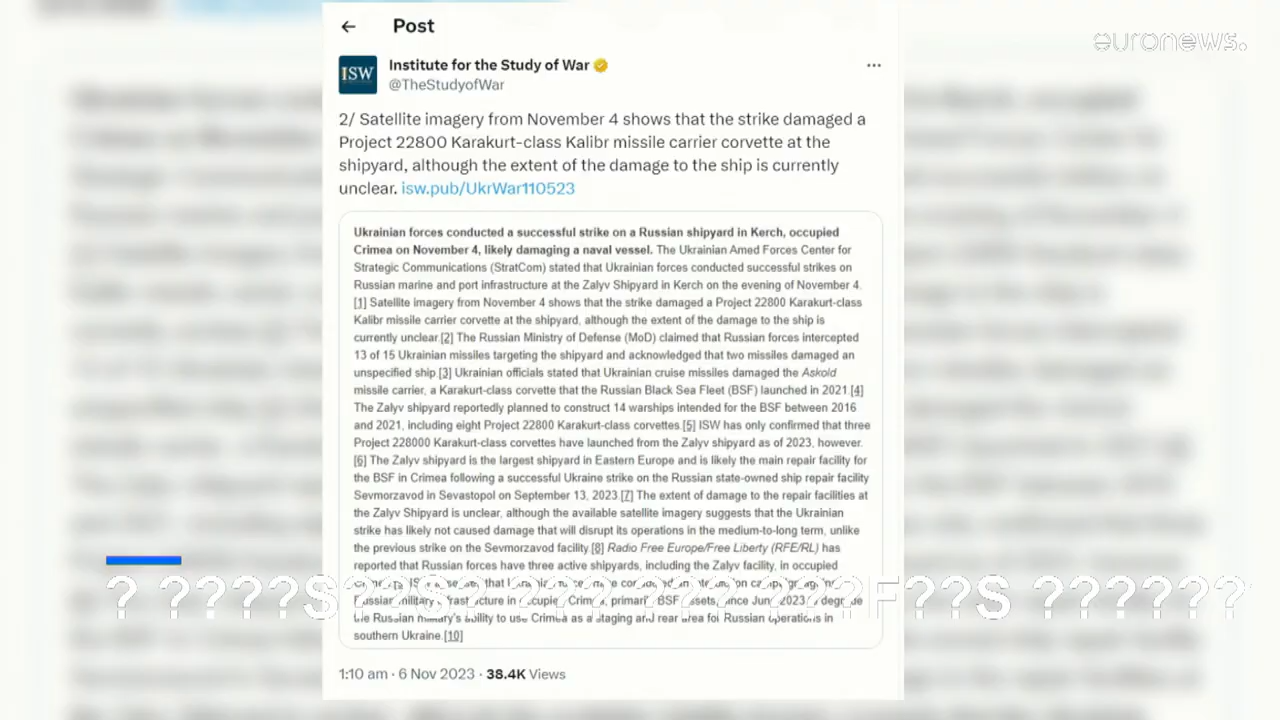 Post
euronews.
ISW
Institute for the Study of War
@TheStudyofWar
2/ Satellite imagery from November 4 shows that the strike damaged a
Project 22800 Karakurt-class Kalibr missile carrier corvette at the
shipyard, although the extent of the damage to the ship is currently
unclear. isw.pub/UkrWar110523
Ukrainian forces conducted a successful strike on a Russian shipyard in Kerch, occupied
Crimea on November 4, likely damaging a naval vessel. The Ukrainian Amed Forces Center for
Strategic Communications (StratCom) stated that Ukrainian forces conducted successful strikes on
Russian marine and port infrastructure at the Zalyv Shipyard in Kerch on the evening of November 4.
[1] Satellite imagery from November 4 shows that the strike damaged a Project 22800 Karakurt-class
Kalibr missile carrier corvette at the shipyard, although the extent of the damage to the ship is
currently unclear.[2] The Russian Ministry of Defense (MoD) claimed that Russian forces intercepted
13 of 15 Ukrainian missiles targeting the shipyard and acknowledged that two missiles damaged an
unspecified ship.[3] Ukrainian officials stated that Ukrainian cruise missiles damaged the Askold
missile carrier, a Karakurt-class corvette that the Russian Black Sea Fleet (BSF) launched in 2021.[4]
The Zalyv shipyard reportedly planned to construct 14 warships intended for the BSF between 2016
and 2021, including eight Project 22800 Karakurt-class corvettes.[5] ISW has only confirmed that three
Project 228000 Karakurt-class corvettes have launched from the Zalyv shipyard as of 2023, however.
[6] The Zalyv shipyard is the largest shipyard in Eastern Europe and is likely the main repair facility for
the BSF in Crimea following a successful Ukraine strike on the Russian state-owned ship repair facility
Sevmorzavod in Sevastopol on September 13, 2023.[7] The extent of damage to the repair facilities at
the Zalyv Shipyard is unclear, although the available satellite imagery suggests that the Ukrainian
strike has likely not caused damage that will disrupt its operations in the medium-to-long term, unlike
the previous strike on the Sevmorzavod facility.[8] Radio Free Europe/Free Liberty (RFE/RL) has
reported that Russian forces have three active shipyards, including the Zalyv facility, in occupied
? ????S??S??? ??? ??? ???F??S ??????
Russian military infrastructure in occupied Crimea, primarily BSF assets, since June 2023 to degrade
the Russian military's ability to use Crimea as a staging and rear area for Russian operations in
southern Ukraine.[10]
1:10 am · 6 Nov 2023 · 38.4K Views